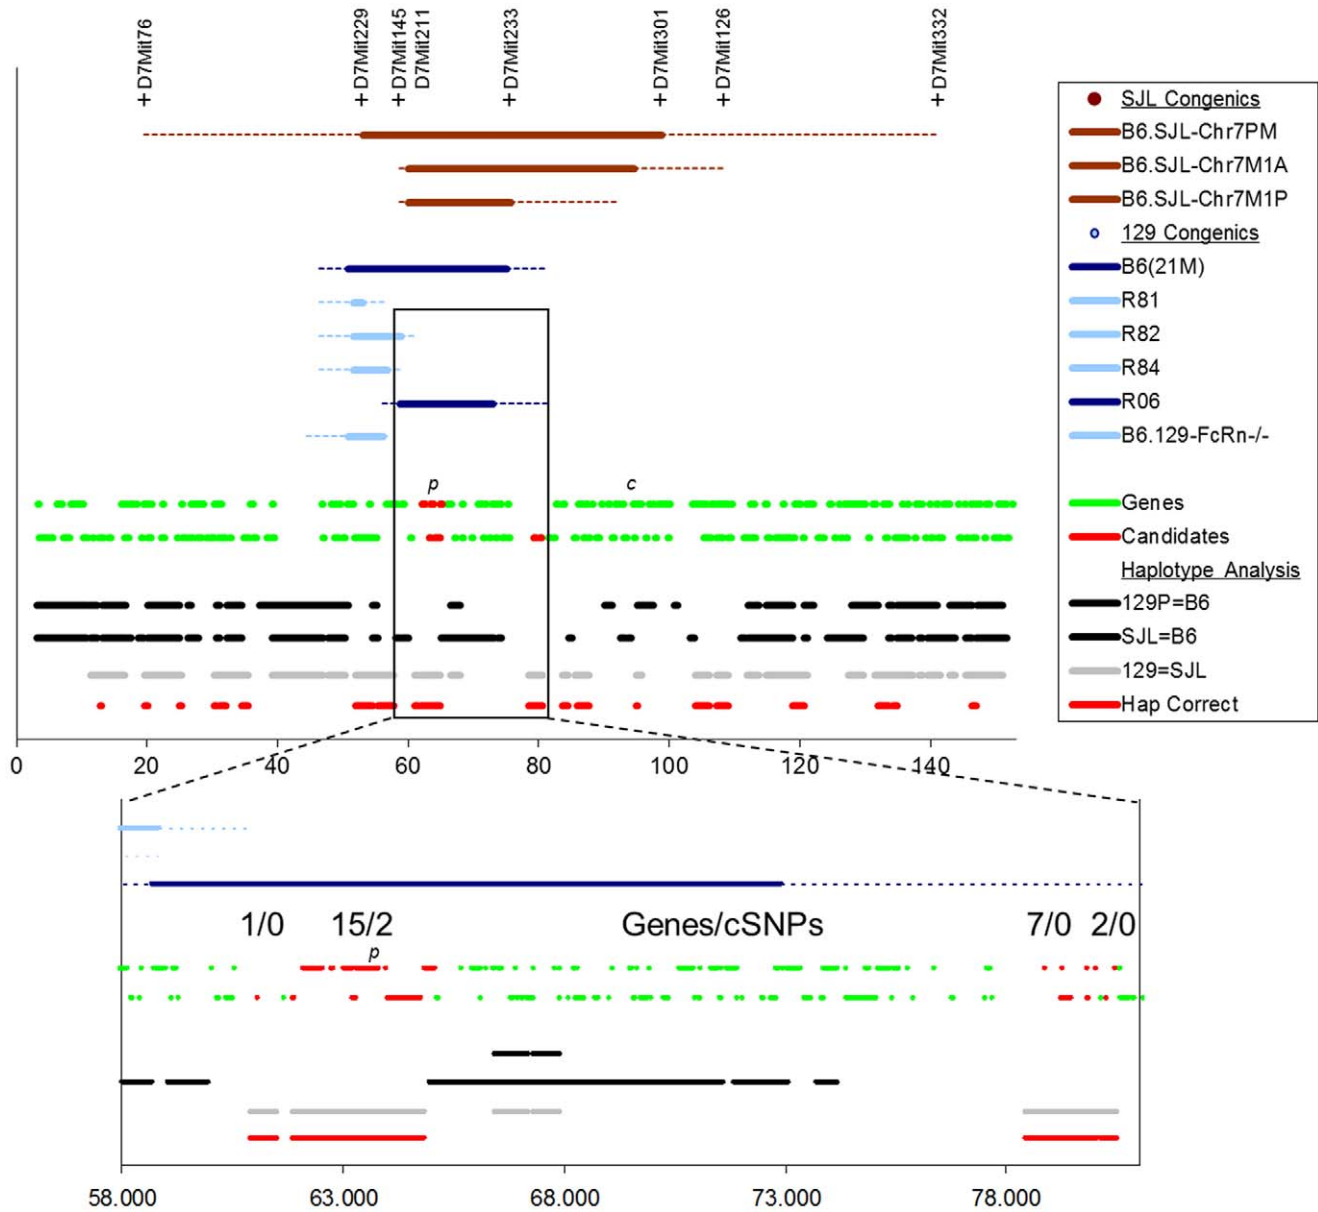 + D7Mit76
+ D7Mit229
+ D7Mit145
D7Mit211
+ D7Mit233
+ D7Mit301
+ D7Mit126
+ D7Mit332
SJL Congenics
B6.SJL-Chr7PM
B6.SJL-Chr7M1A
B6.SJL-Chr7M1P
129 Congenics
B6(21M)
R81
R82
R84
R06
B6.129-FcRn-/-
Genes
Candidates
Haplotype Analysis
129P=B6
SJL=B6
129=SJL
Hap Correct
p c
0 20 40 60 80 100 120 140
1/0 15/2 Genes/cSNPs 7/0 2/0
p
58.000 63.000 68.000 73.000 78.000